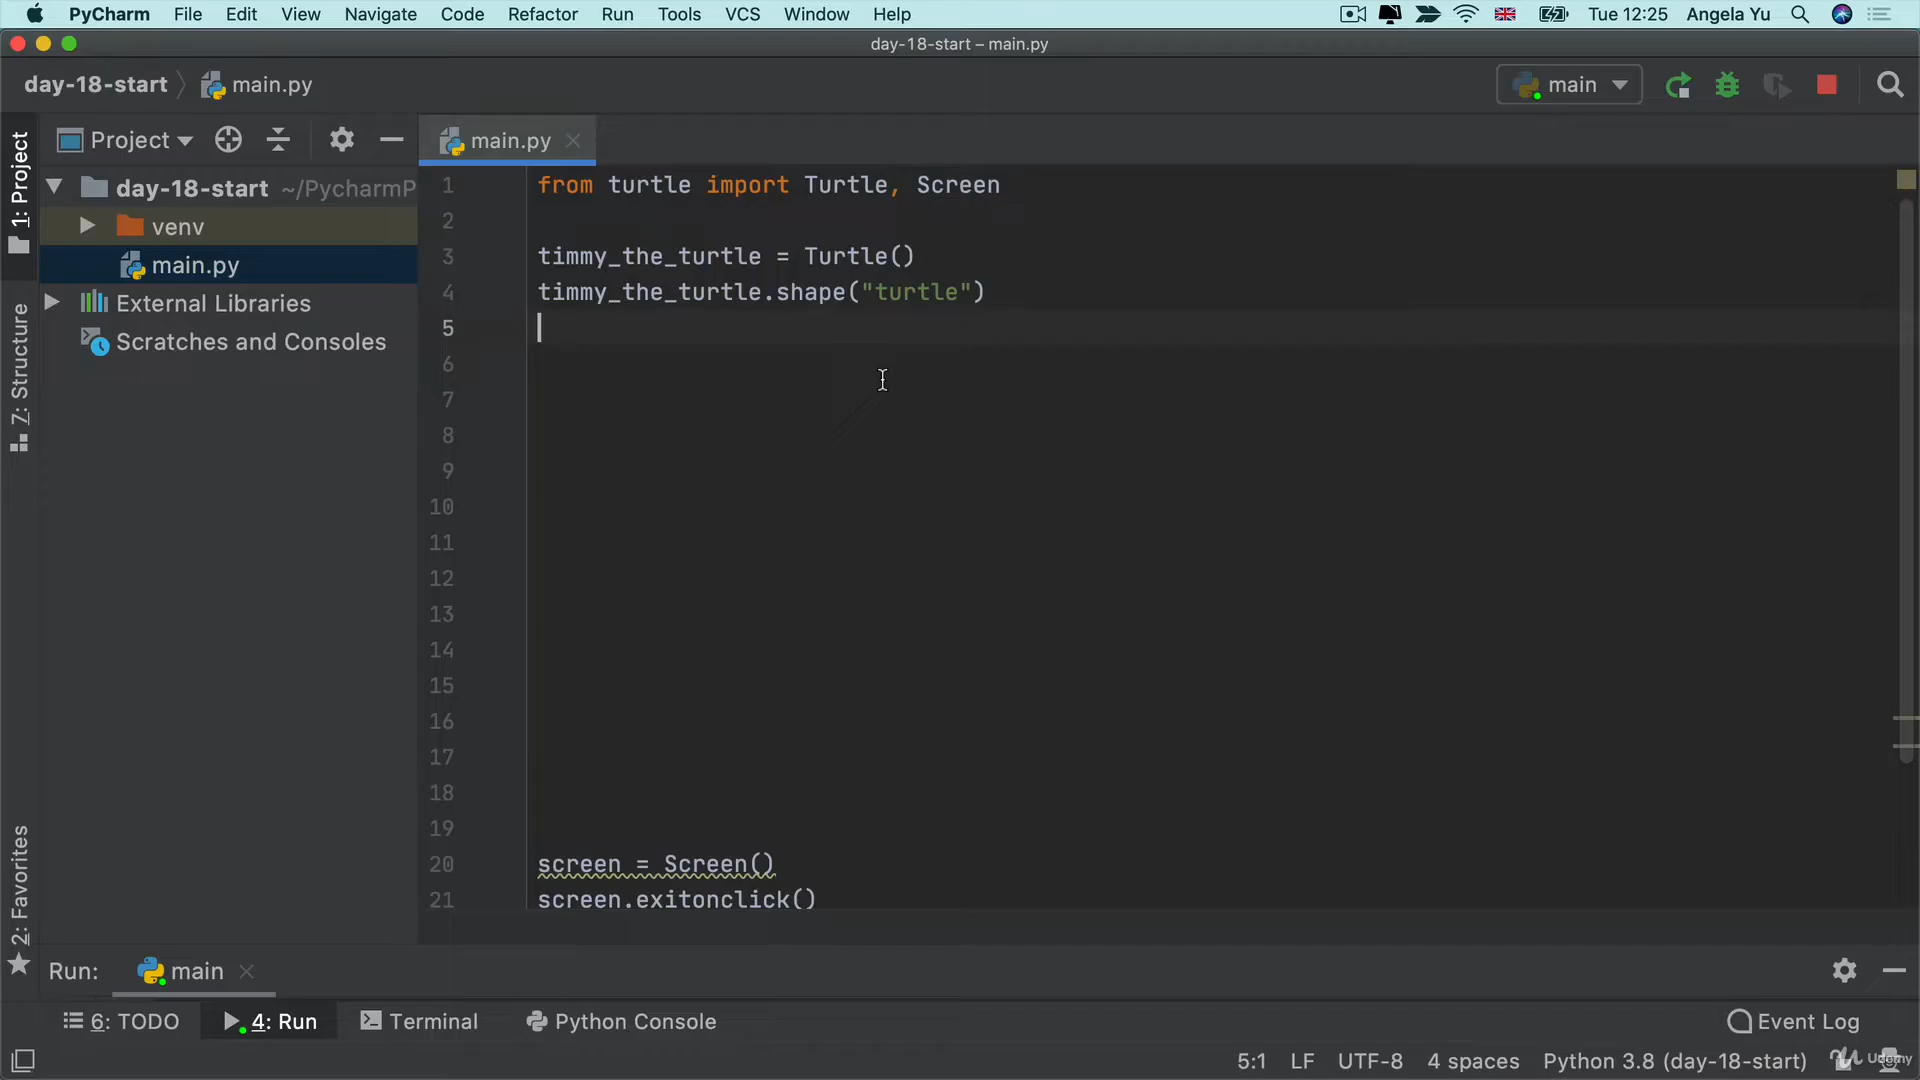 PyCharm File Edit View Navigate Code Refactor Run Tools VCS Window Help Tue 12:25 Angela Yu
day-18-start – main.py
day-18-start main.py main
Project main.py
1: Project
7: Structure
2: Favorites
day-18-start ~/PycharmP
venv
main.py
External Libraries
Scratches and Consoles
1 from turtle import Turtle, Screen
2
3 timmy_the_turtle = Turtle()
4 timmy_the_turtle.shape("turtle")
5
6
7
8
9
10
11
12
13
14
15
16
17
18
19
20 screen = Screen()
21 screen.exitonclick()
Run: main
6: TODO 4: Run Terminal Python Console Event Log
5:1 LF UTF-8 4 spaces Python 3.8 (day-18-start) Udemy